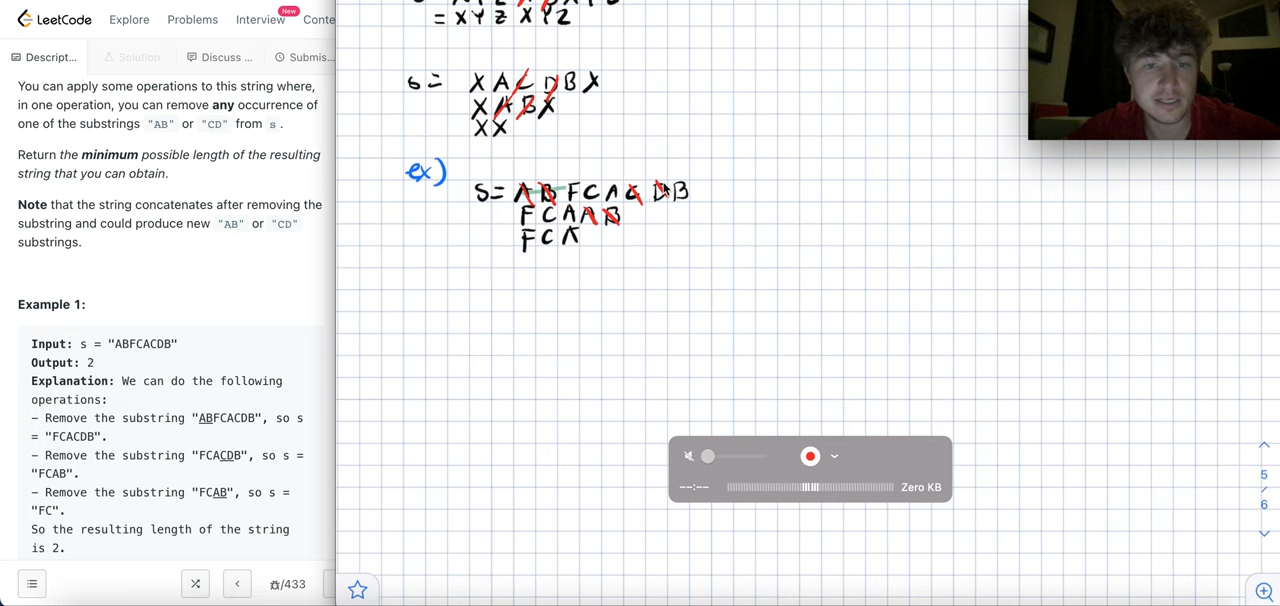 LeetCode
Explore
Problems
Interview
New
Conte
Descript...
Solution
Discuss ...
Submis...
You can apply some operations to this string where,
in one operation, you can remove any occurrence of
one of the substrings "AB" or "CD" from s .
Return the minimum possible length of the resulting
string that you can obtain.
Note that the string concatenates after removing the
substring and could produce new "AB" or "CD"
substrings.
Example 1:
Input: s = "ABFCACDB"
Output: 2
Explanation: We can do the following
operations:
- Remove the substring "ABFCACDB", so s
= "FCACDB".
- Remove the substring "FCACDB", so s =
"FCAB".
- Remove the substring "FCAB", so s =
"FC".
So the resulting length of the string
is 2.
/433
= X Y Z X Y Z
S = X A C D B X
X A B X
X X
ex)
S = A B F C A C D B
F C A A B
F C A
--:--
Zero KB
5
/
6